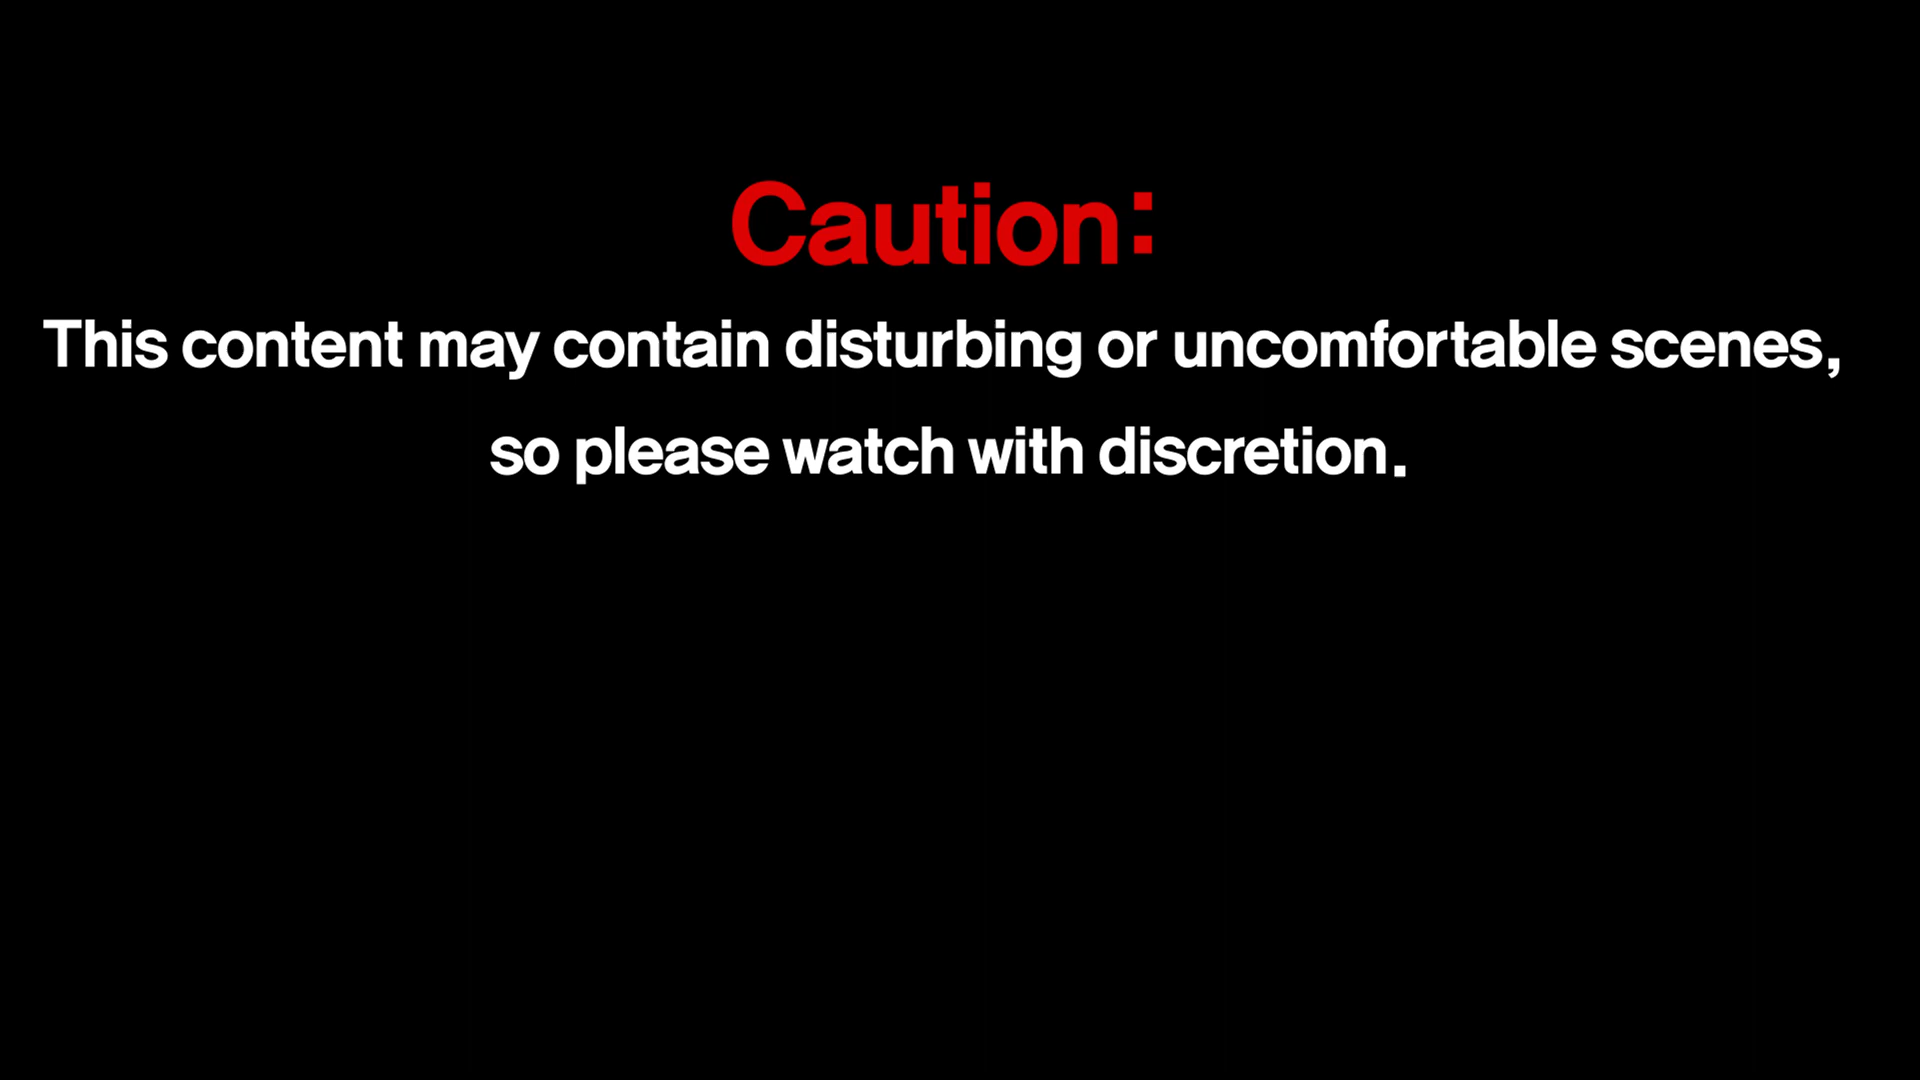 Caution:
This content may contain disturbing or uncomfortable scenes,
so please watch with discretion.